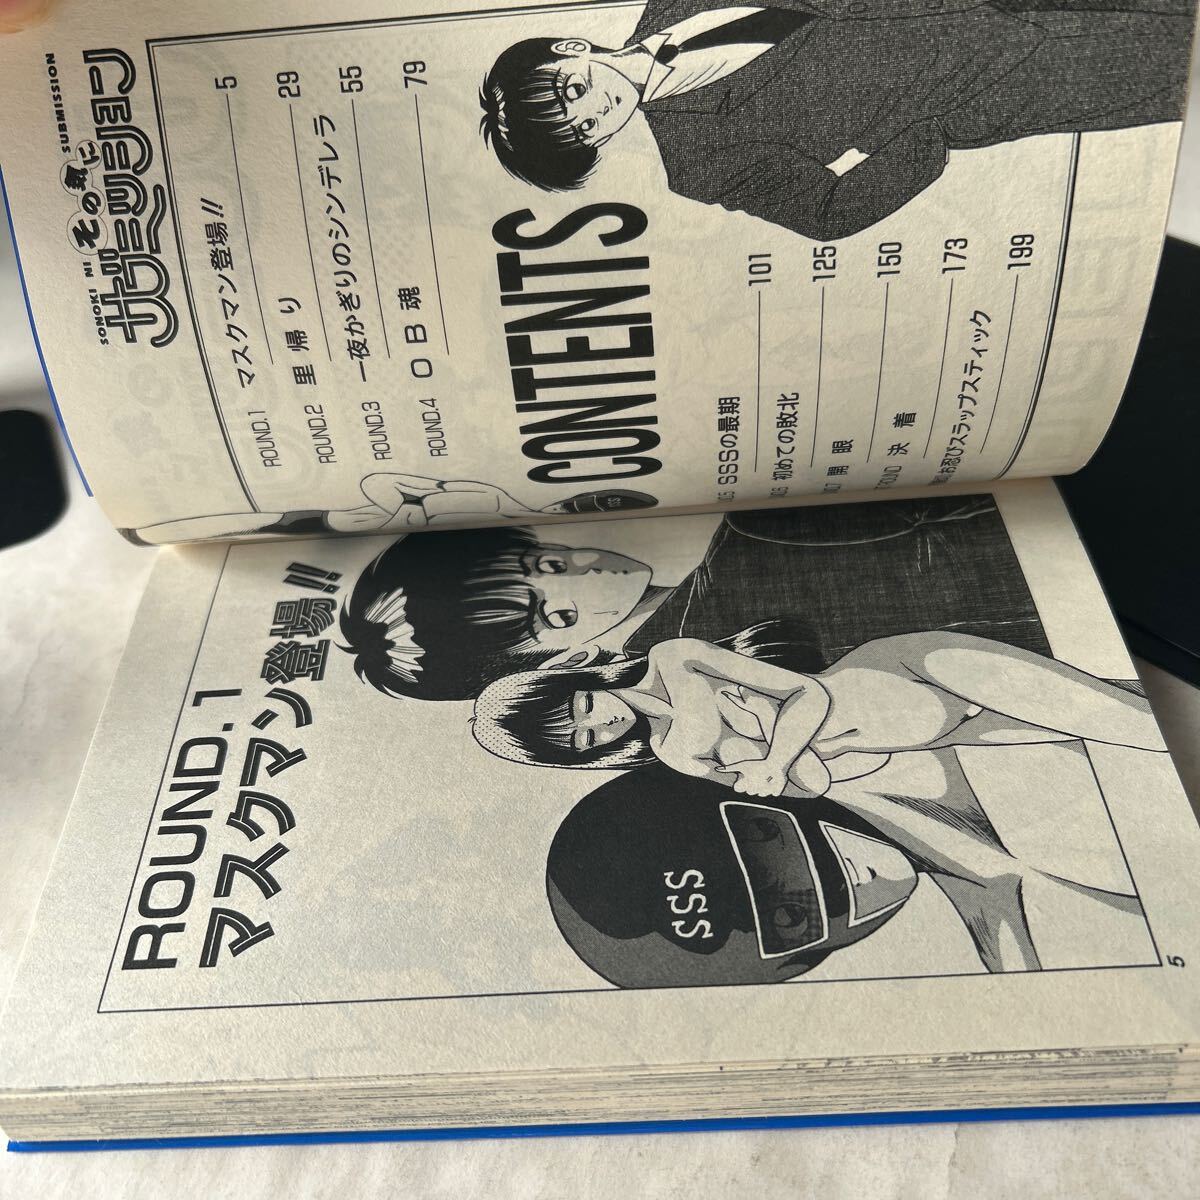 SONOKI NI SUBMISSION
その気に
サブミッション
ROUND.1 マスクマン登場!! 5
ROUND.2 里帰り 29
ROUND.3 一夜かぎりのシンデレラ 55
ROUND.4 OB魂 79
CONTENTS
SSSの最期 101
初めての敗北 125
開眼 150
決着 173
お忍びスラップスティック 199
SSS
ROUND.1
マスクマン登場!!
SSS
5